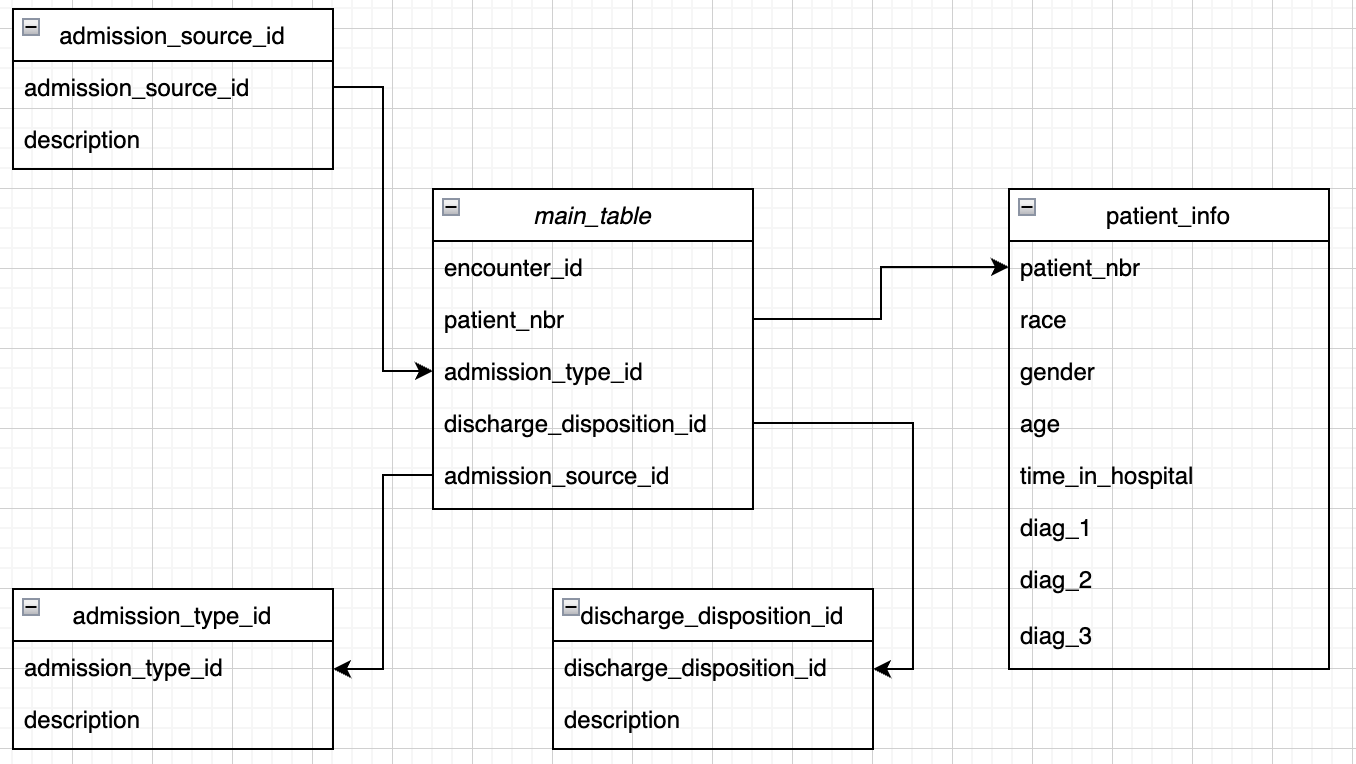 admission_source_id
admission_source_id
description
main_table
encounter_id
patient_nbr
admission_type_id
discharge_disposition_id
admission_source_id
patient_info
patient_nbr
race
gender
age
time_in_hospital
diag_1
diag_2
diag_3
admission_type_id
admission_type_id
description
discharge_disposition_id
discharge_disposition_id
description